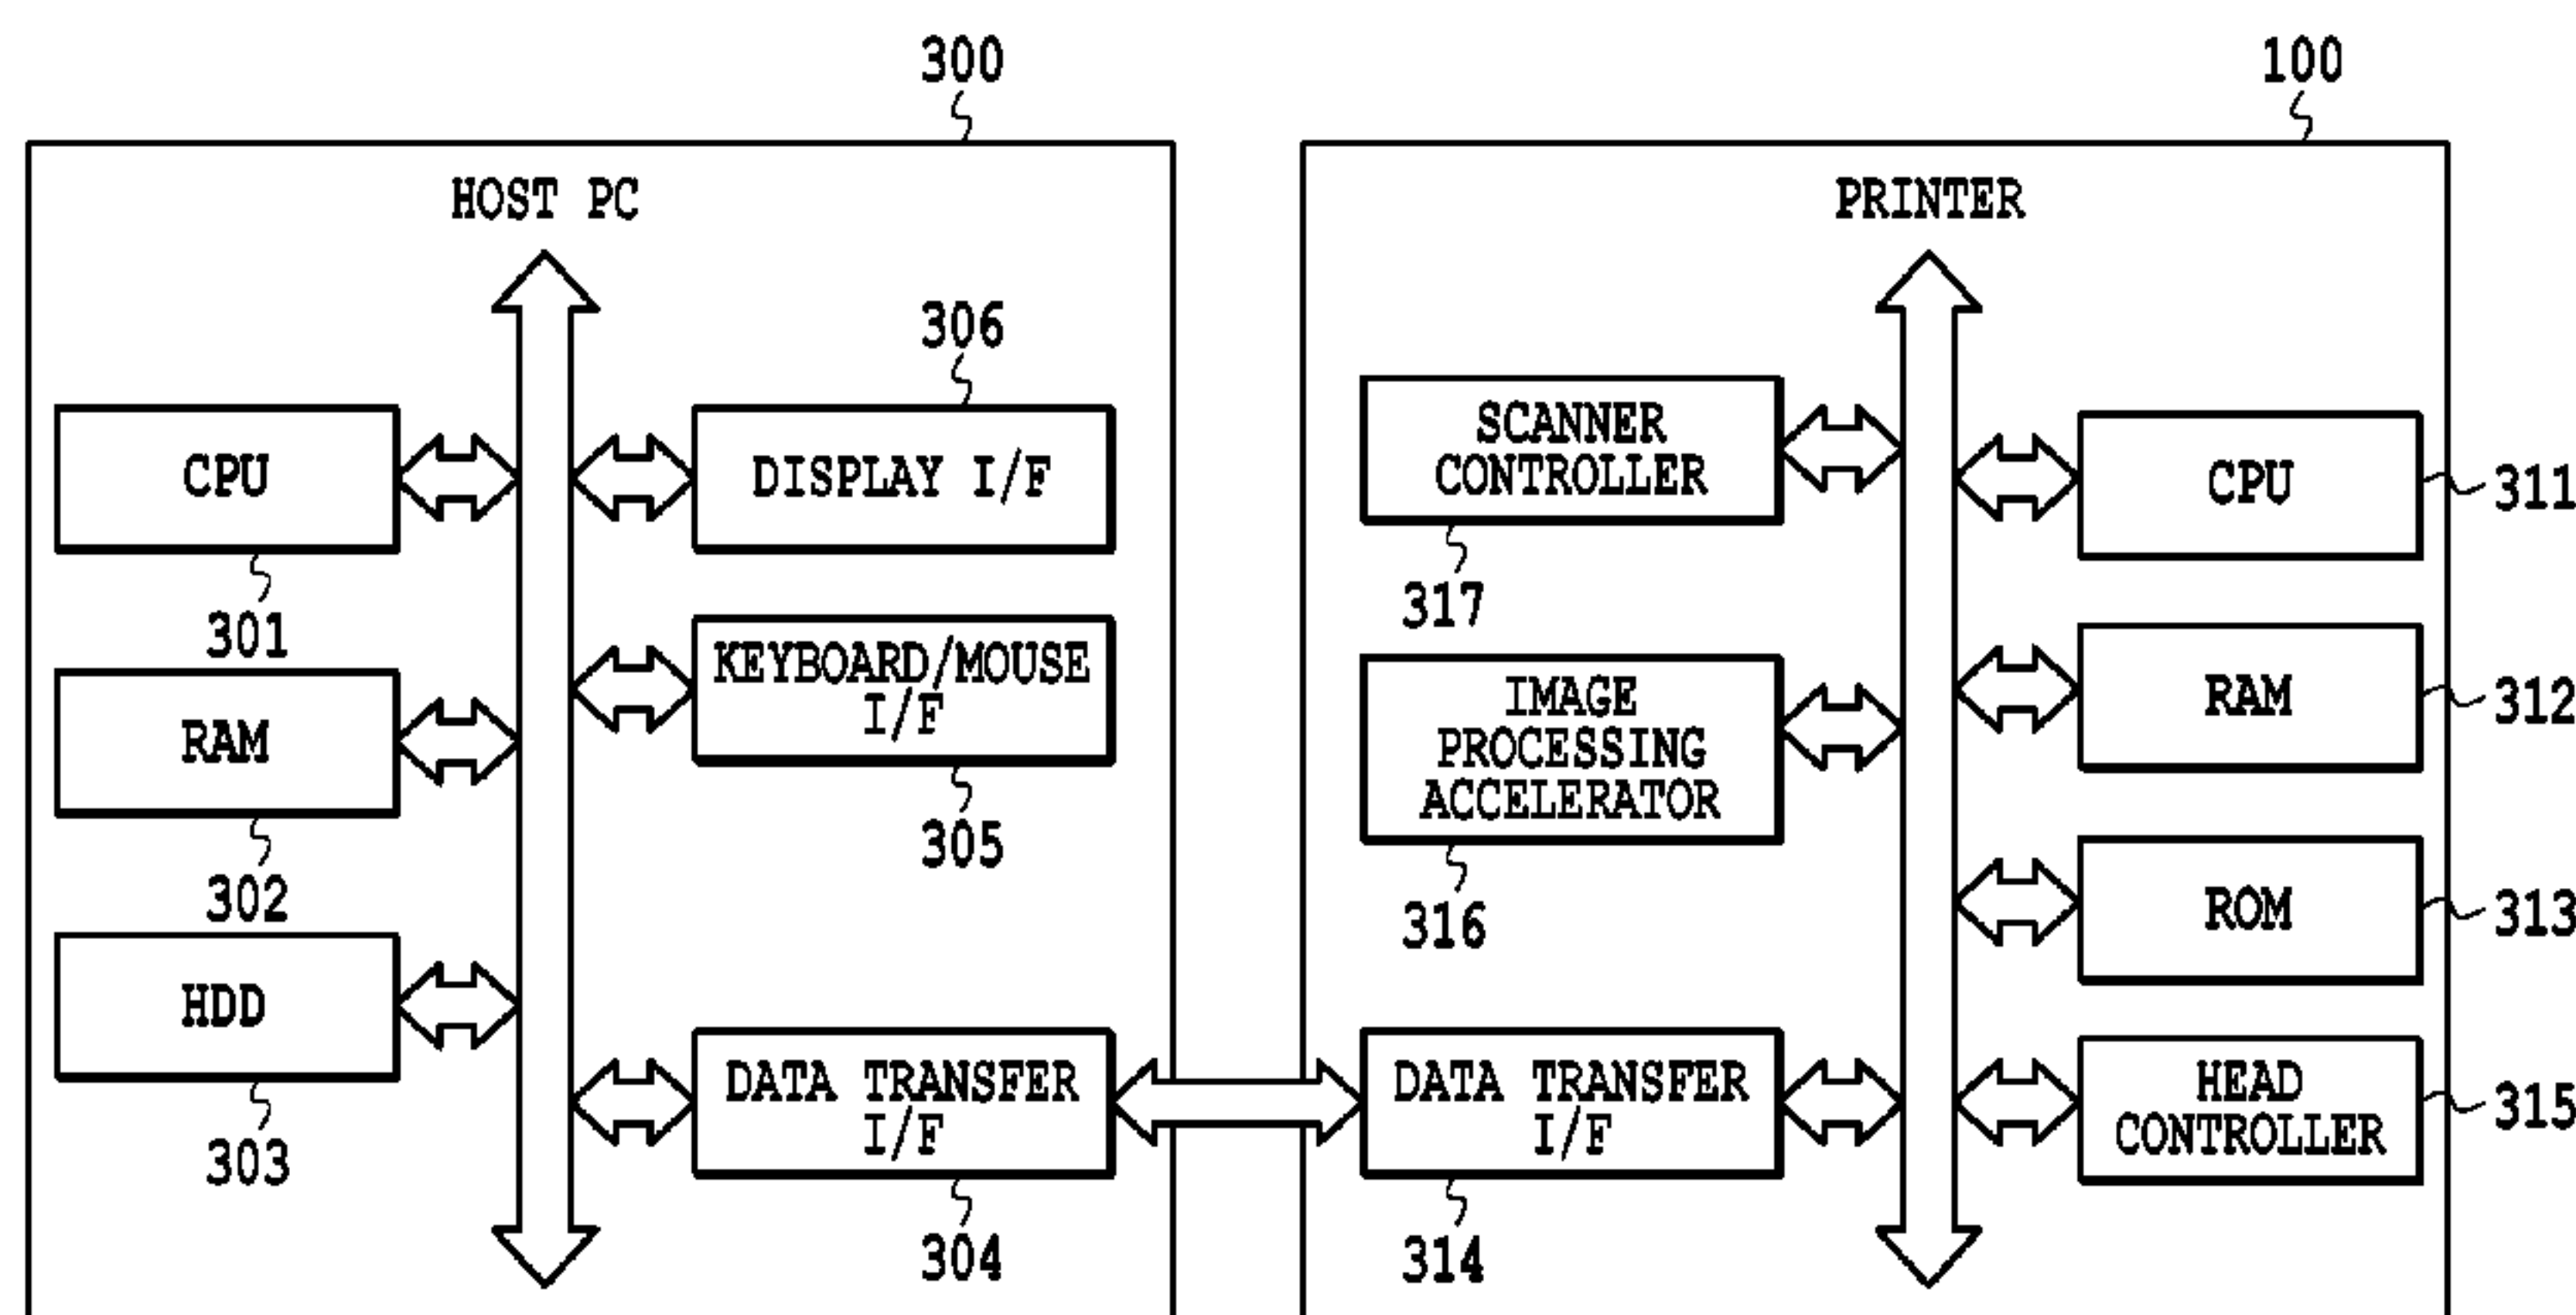 300
100
HOST PC
PRINTER
306
CPU
DISPLAY I/F
301
KEYBOARD/MOUSE
I/F
RAM
305
302
HDD
303
DATA TRANSFER
I/F
304
SCANNER
CONTROLLER
317
CPU
311
IMAGE
PROCESSING
ACCELERATOR
316
RAM
312
ROM
313
DATA TRANSFER
I/F
314
HEAD
CONTROLLER
315